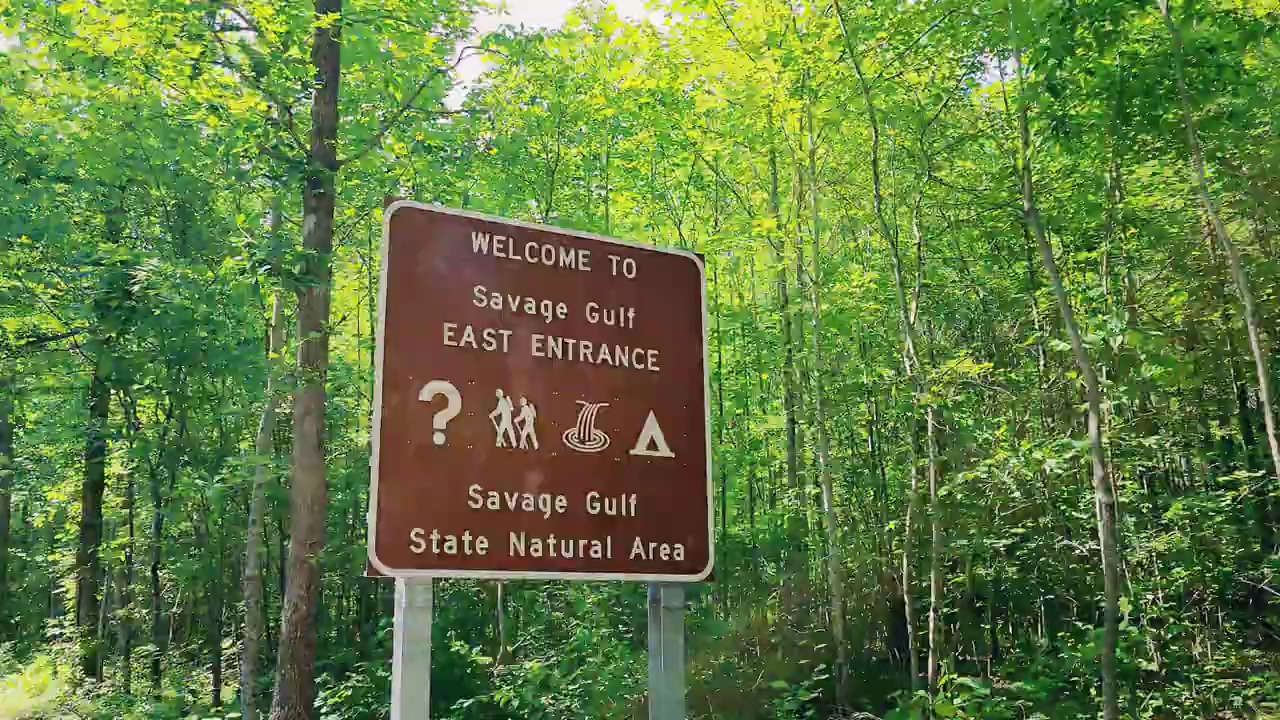 WELCOME TO
Savage Gulf
EAST ENTRANCE
?
Savage Gulf
State Natural Area